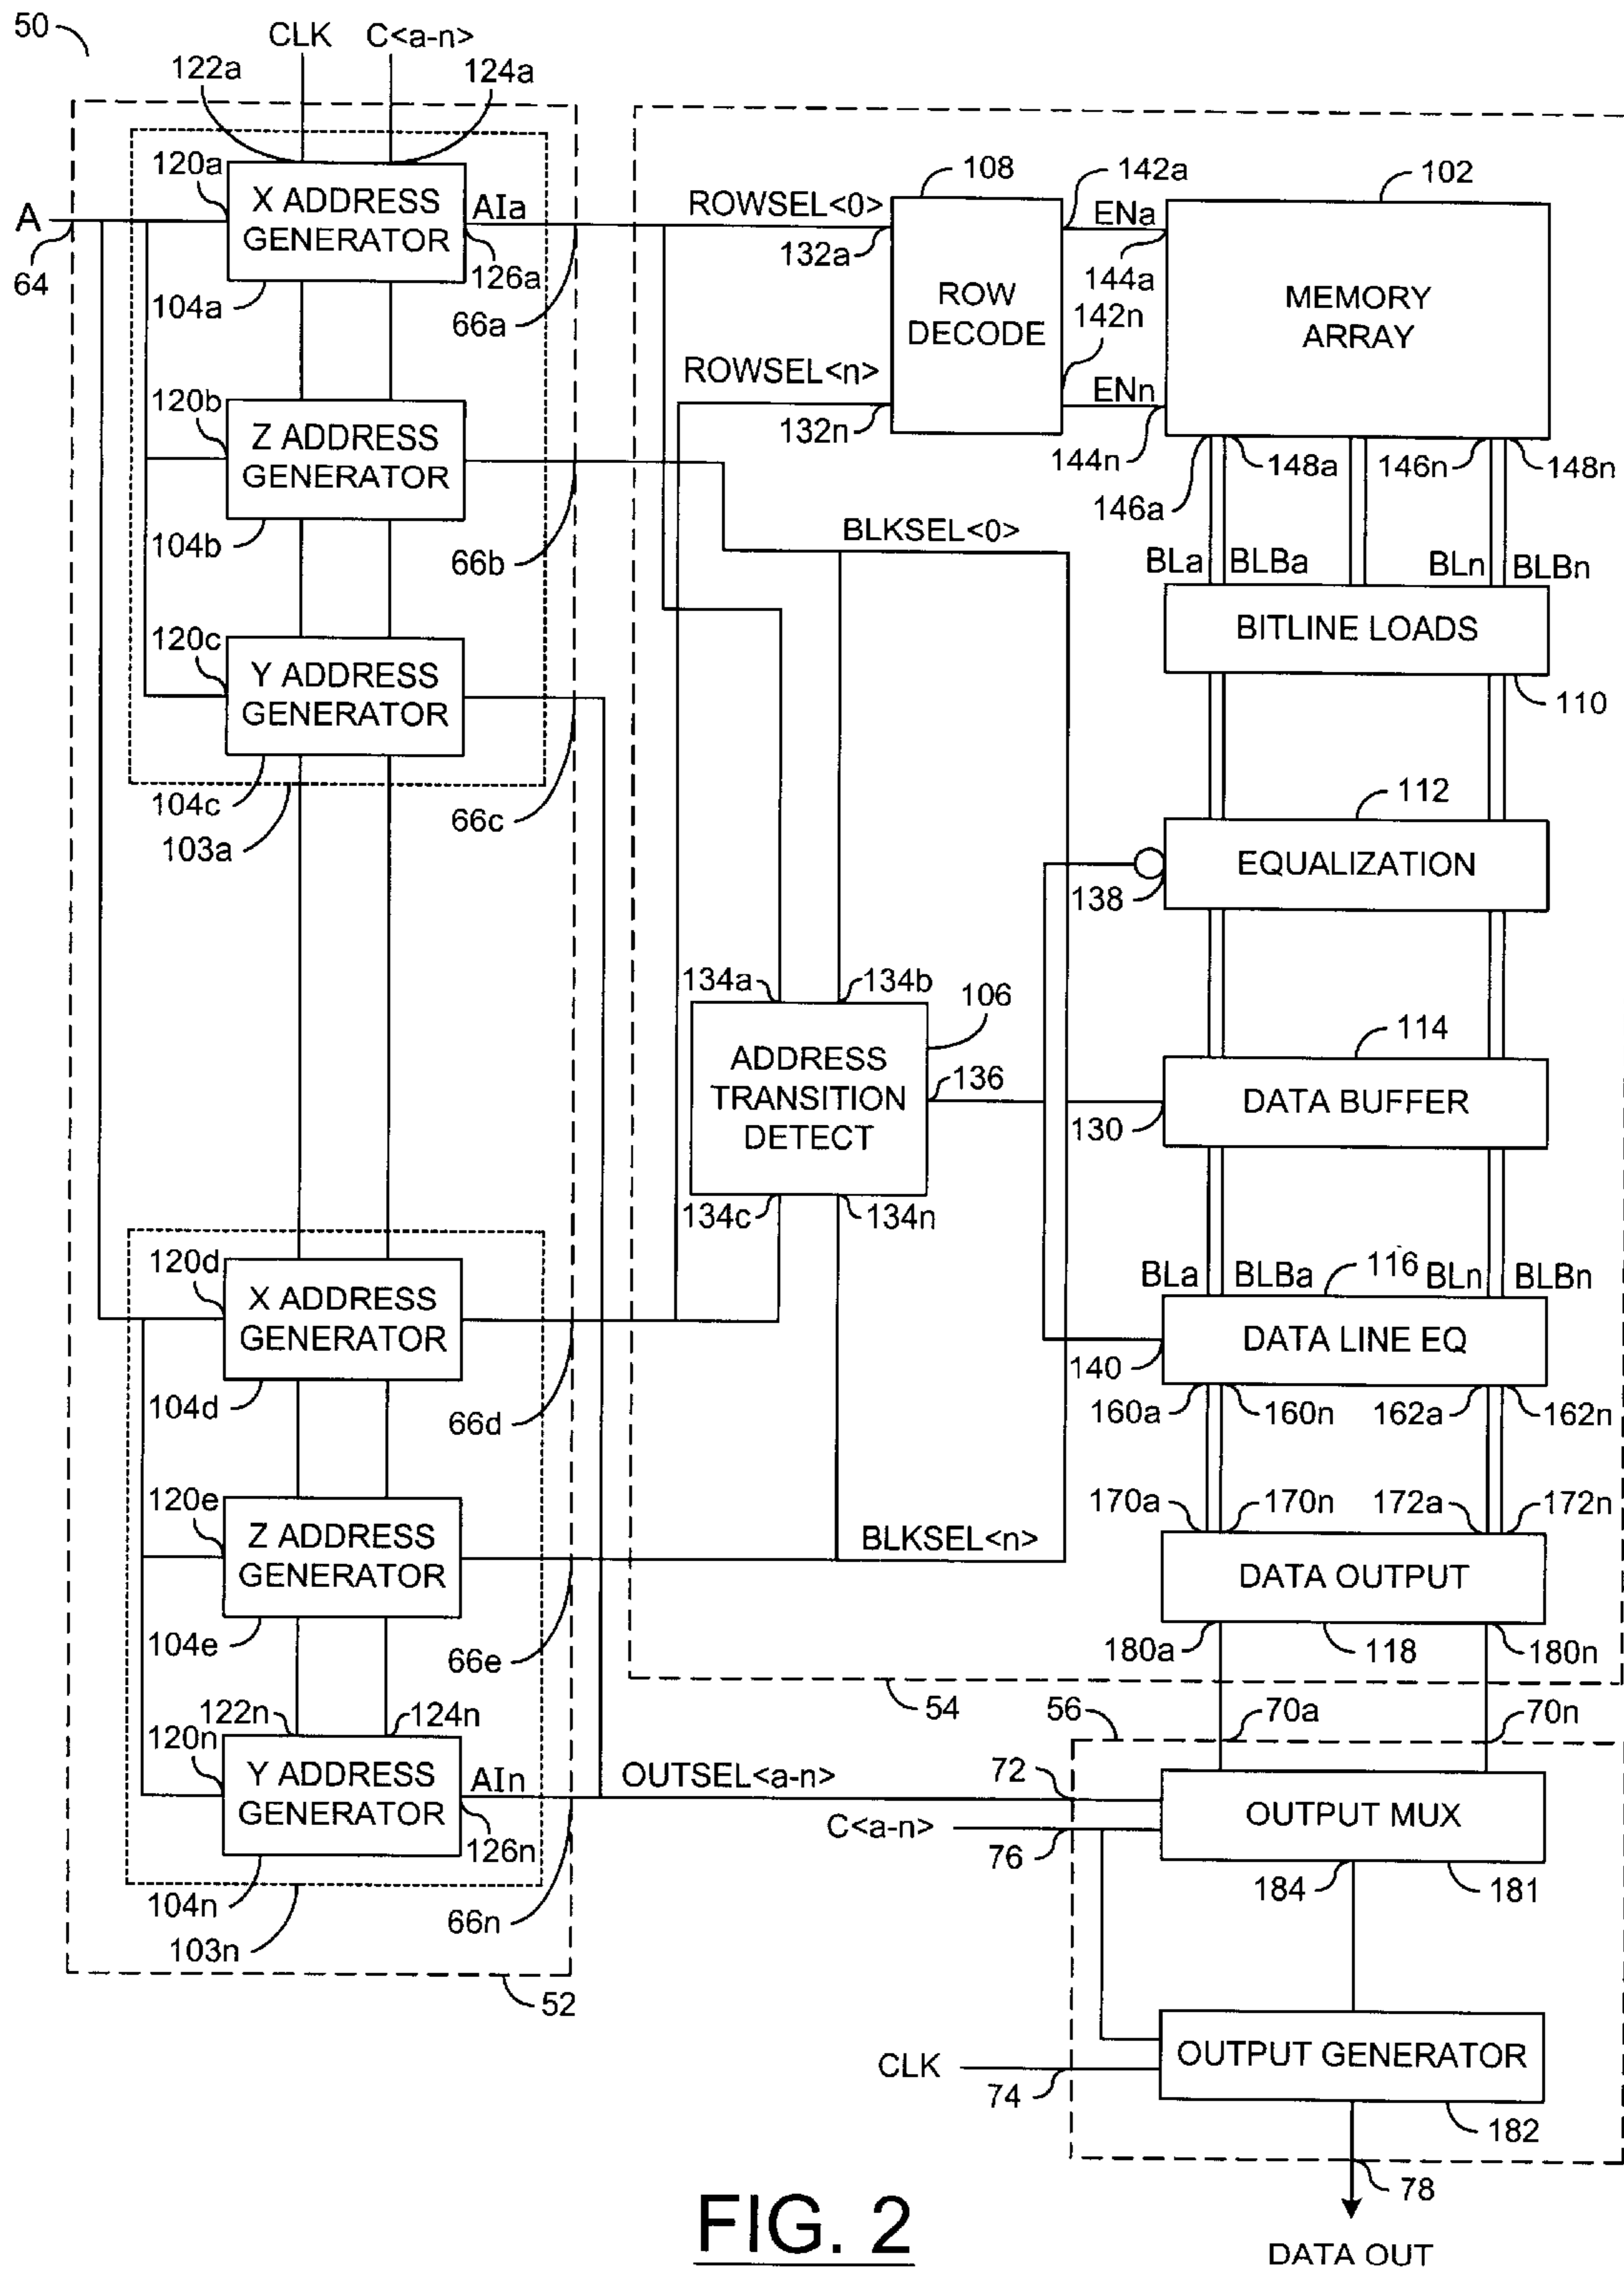 50
CLK
C<a-n>
122a
124a
120a
X ADDRESS
GENERATOR
AIa
A
64
126a
104a
66a
ROWSEL<0>
132a
108
142a
102
ENa
144a
ROW
DECODE
MEMORY
ARRAY
142n
ROWSEL<n>
132n
ENn
144n
148a
146n
148n
146a
120b
Z ADDRESS
GENERATOR
104b
66b
BLKSEL<0>
BLa
BLBa
BLn
BLBn
BITLINE LOADS
110
120c
Y ADDRESS
GENERATOR
104c
103a
66c
112
EQUALIZATION
138
134a
134b
106
ADDRESS
TRANSITION
DETECT
136
114
DATA BUFFER
130
134c
134n
120d
X ADDRESS
GENERATOR
104d
66d
BLa
BLBa
116
BLn
BLBn
DATA LINE EQ
140
160a
160n
162a
162n
120e
Z ADDRESS
GENERATOR
104e
66e
BLKSEL<n>
170a
170n
172a
172n
DATA OUTPUT
180a
118
180n
54
56
70a
70n
122n
124n
120n
Y ADDRESS
GENERATOR
AIn
126n
104n
103n
66n
52
OUTSEL<a-n>
72
C<a-n>
76
OUTPUT MUX
184
181
CLK
74
OUTPUT GENERATOR
182
78
DATA OUT
FIG. 2